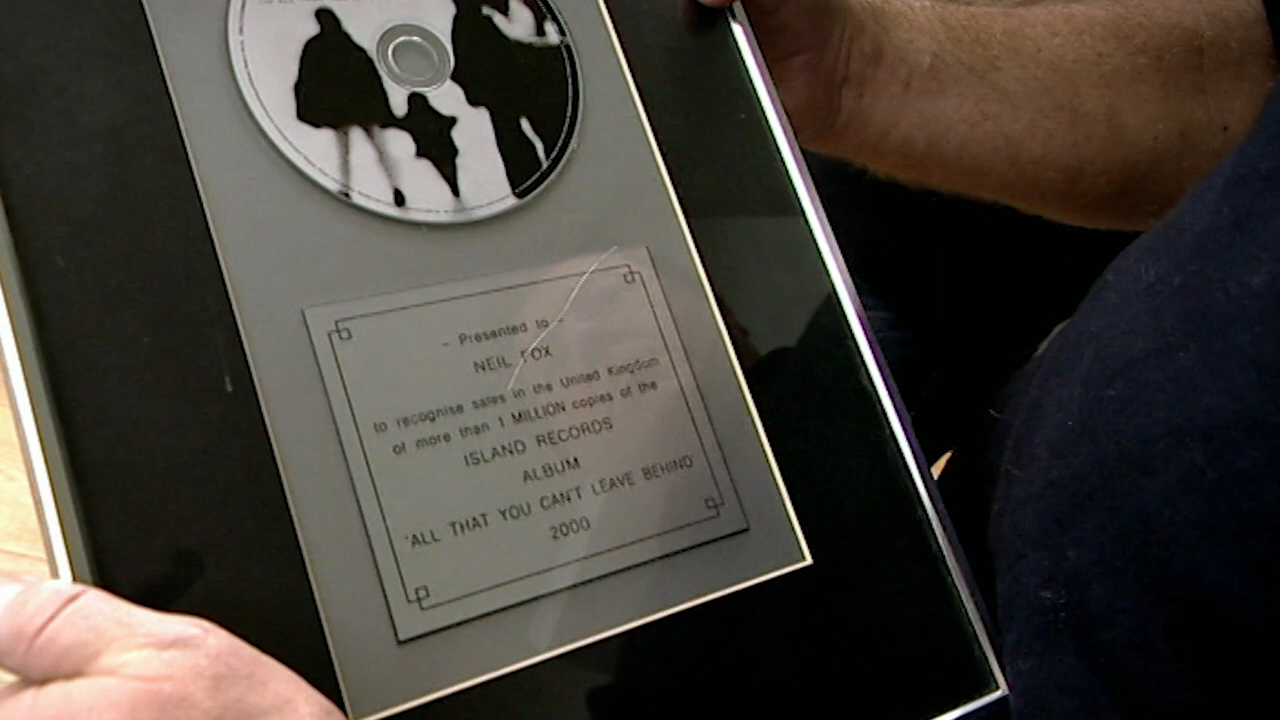 - Presented to -
NEIL FOX
to recognise sales in the United Kingdom
of more than 1 MILLION copies of the
ISLAND RECORDS
ALBUM
'ALL THAT YOU CAN'T LEAVE BEHIND'
2000